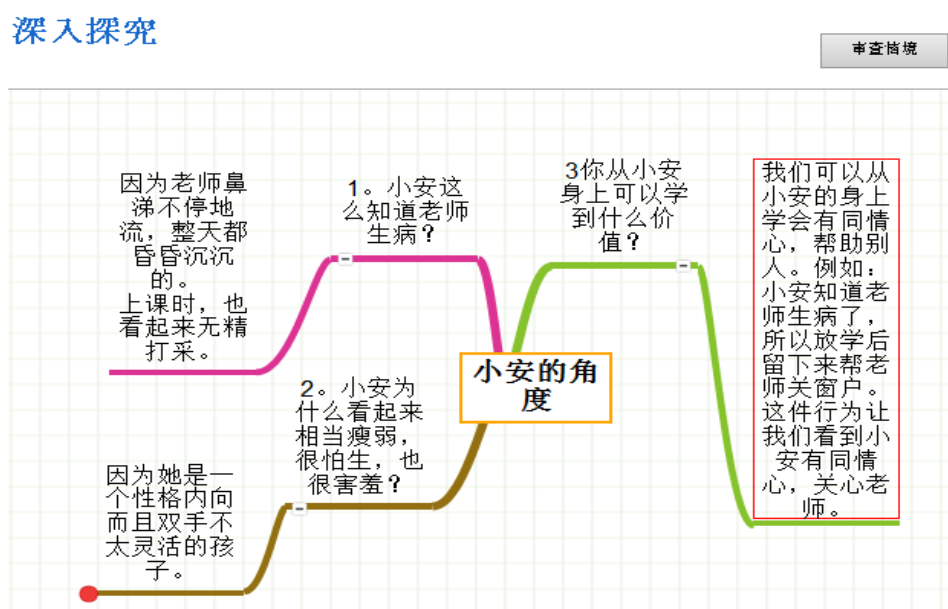 深入探究
审查情境
因为老师鼻
涕不停地
流，整天都
昏昏沉沉
的。
上课时，也
看起来无精
打采。
1。小安这
么知道老师
生病？
3你从小安
身上可以学
到什么价
值？
我们可以从
小安的身上
学会有同情
心，帮助别
人。例如：
小安知道老
师生病了，
所以放学后
留下来帮老
师关窗户。
这件行为让
我们看到小
安有同情
心，关心老
师。
小安的角
度
2。小安为
什么看起来
相当瘦弱，
很怕生，也
很害羞？
因为她是一
个性格内向
而且双手不
太灵活的孩
子。